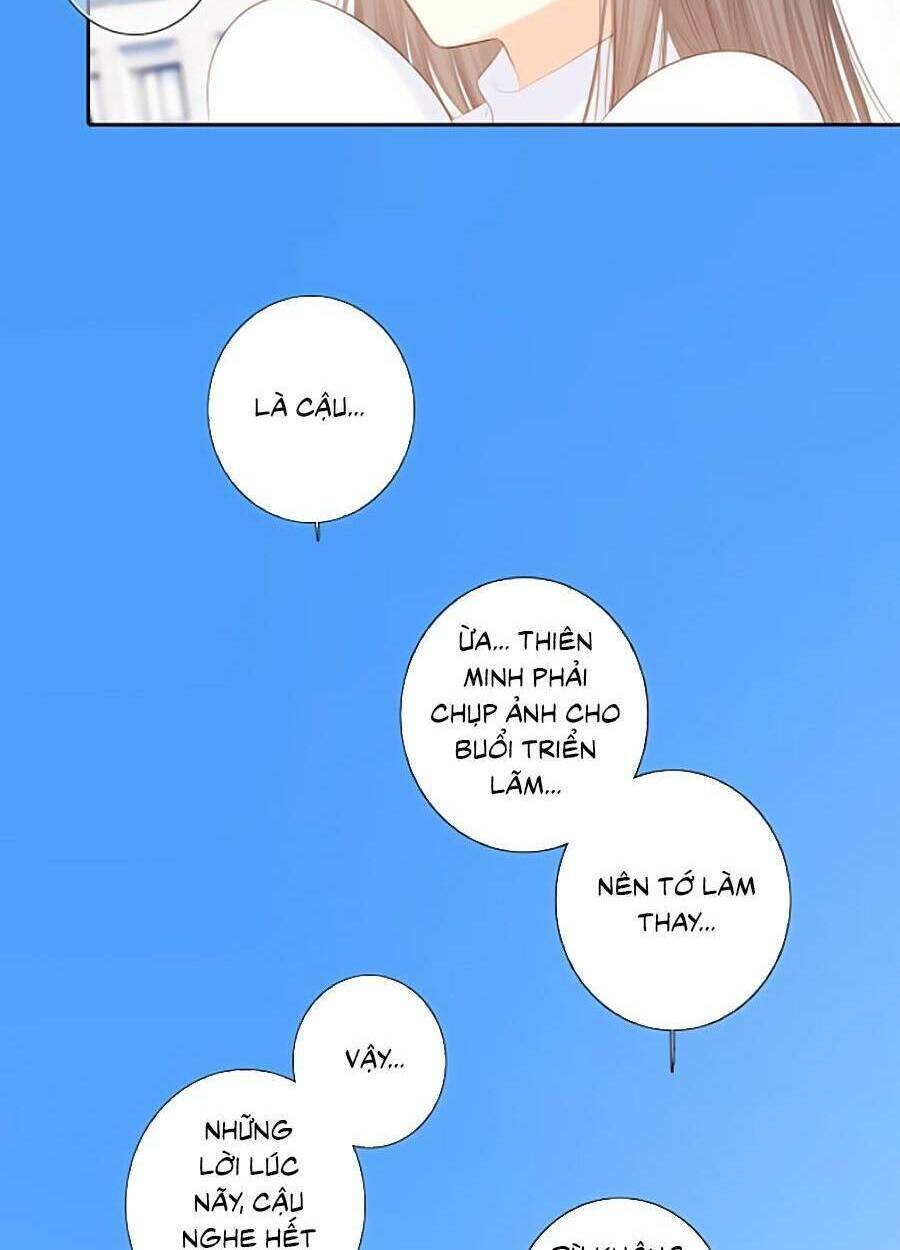 LÀ CẬU...
ỪA... THIÊN
MINH PHẢI
CHỤP ẢNH CHO
BUỔI TRIỂN
LÃM...
NÊN TỚ LÀM
THAY...
VẬY...
NHỮNG
LỜI LÚC
NÃY, CẬU
NGHE HẾT